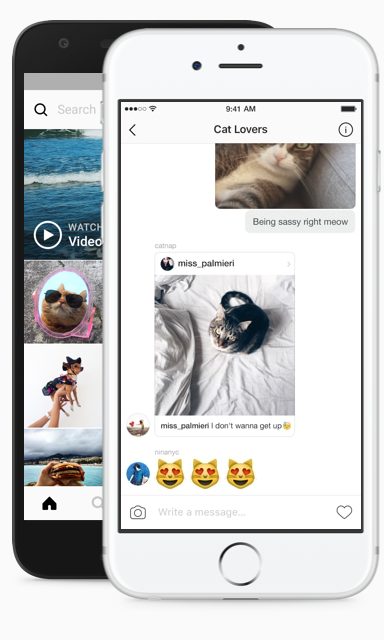 Search
WATCH
Video
9:41 AM
Cat Lovers
Being sassy right meow
catnap
miss_palmieri
miss_palmieri I don't wanna get up
ninanyc
Write a message...